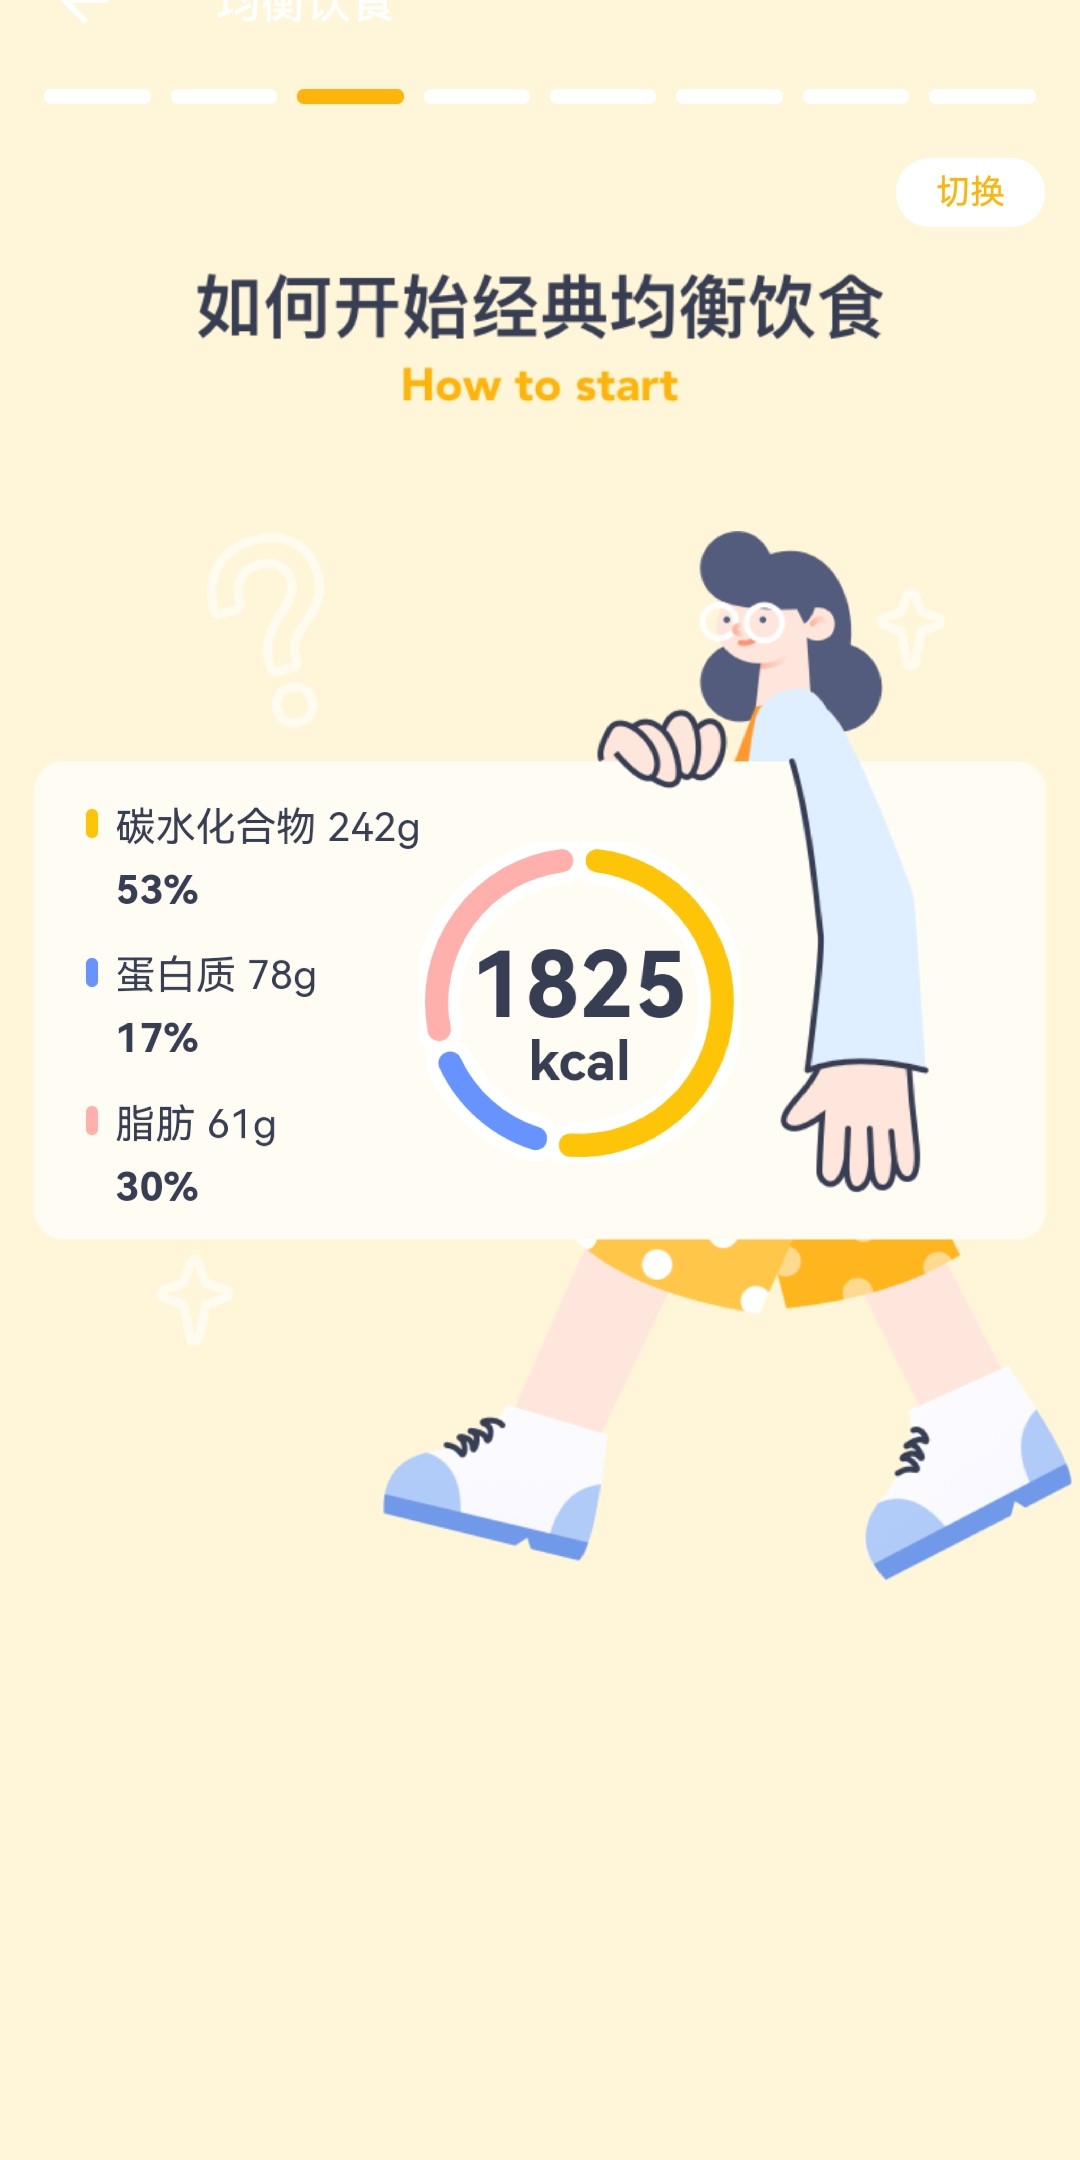 均衡饮食
切换
如何开始经典均衡饮食
How to start
碳水化合物 242g
53%
蛋白质 78g
17%
脂肪 61g
30%
1825
kcal